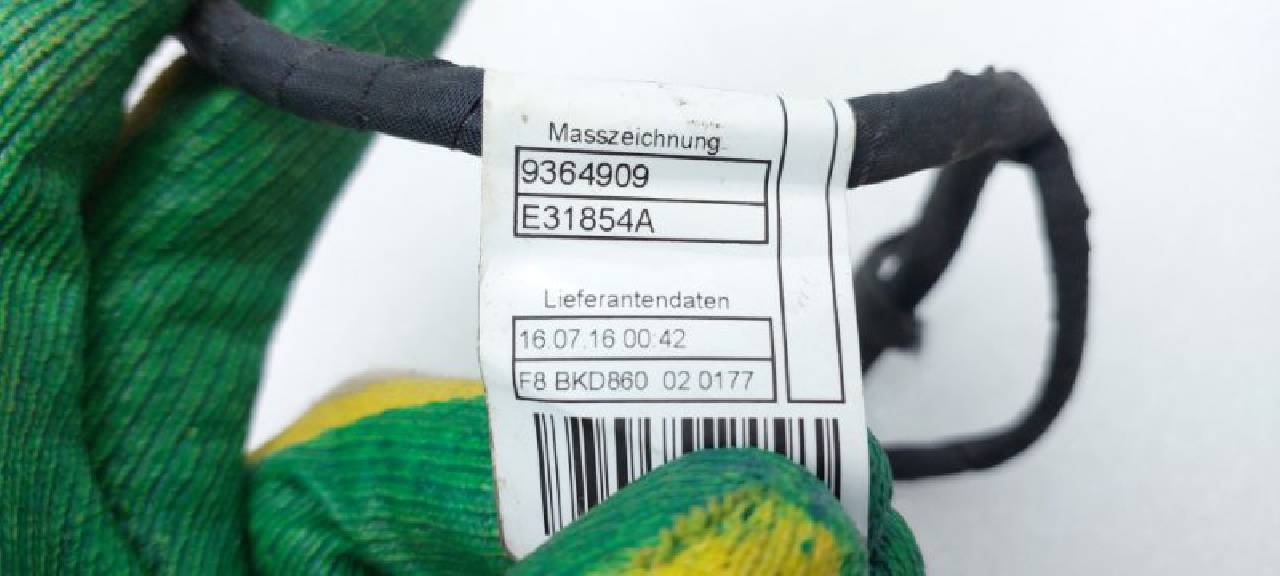 Masszeichnung
9364909
E31854A
Lieferantendaten
16.07.16 00:42
F8 BKD860 02 0177